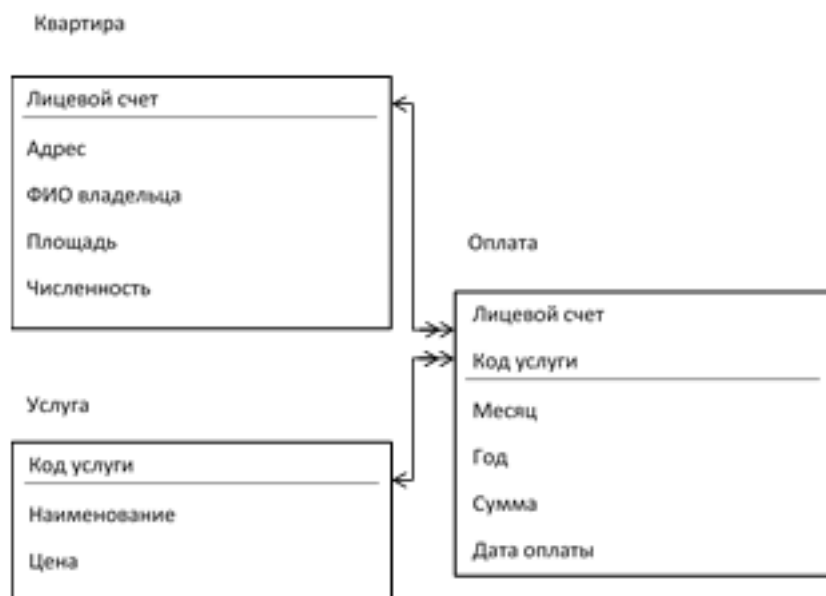 Квартира
Лицевой счет
Адрес
ФИО владельца
Площадь
Численность
Оплата
Лицевой счет
Код услуги
Месяц
Год
Сумма
Дата оплаты
Услуга
Код услуги
Наименование
Цена